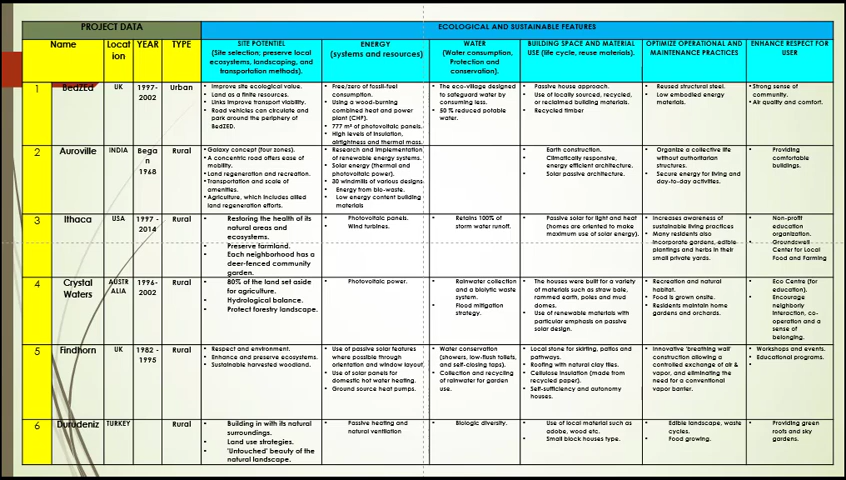 PROJECT DATA
ECOLOGICAL AND SUSTAINABLE FEATURES
Name
Locat
ion
YEAR
TYPE
SITE POTENTIEL
(Site selection, preserve local
ecosystems, landscaping, and
transportation methods).
ENERGY
(systems and resources)
WATER
(Water consumption,
Protection and
conservation).
BUILDING SPACE AND MATERIAL
USE (life cycle, reuse materials).
OPTIMIZE OPERATIONAL AND
MAINTENANCE PRACTICES
ENHANCE RESPECT FOR
USER
1
BedZEd
UK
1997-
2002
Urban
• Improve site ecological value.
• Land as a finite resources.
• Links improve transport viability.
• Road vehicles can circulate and
park around the periphery of
BedZED.
• Free/zero of fossil-fuel
consumption.
• Using a wood-burning
combined heat and power
plant (CHP).
• 777 m² of photovoltaic panels.
• High levels of insulation,
airtightness and thermal mass.
• The eco-village designed
to safeguard water by
consuming less.
• 50 % reduced potable
water.
• Passive house approach.
• Use of locally sourced, recycled,
or reclaimed building materials.
• Recycled timber
• Reused structural steel.
• Low embodied energy
materials.
• Strong sense of
community.
• Air quality and comfort.
2
Auroville
INDIA
Bega
n
1968
Rural
• Galaxy concept (four zones).
• A concentric road offers ease of
mobility.
• Land regeneration and recreation.
• Transportation and scale of
amenities.
• Agriculture, which includes allied
land regeneration efforts.
• Research and implementation
of renewable energy systems.
• Solar energy (thermal and
photovoltaic power).
• 30 windmills of various designs
• Energy from bio-waste.
• Low energy content building
materials
• Earth construction.
• Climatically responsive,
energy efficient architecture.
• Solar passive architecture.
• Organize a collective life
without authoritarian
structures.
• Secure energy for living and
day-to-day activities.
• Providing
comfortable
buildings.
3
Ithaca
USA
1997 -
2014
Rural
• Restoring the health of its
natural areas and
ecosystems.
• Preserve farmland.
• Each neighborhood has a
deer-fenced community
garden.
• Photovoltaic panels.
• Wind turbines.
• Retains 100% of
storm water runoff.
• Passive solar for light and heat
(homes are oriented to make
maximum use of solar energy).
• Increases awareness of
sustainable living practices
• Many residents also
incorporate gardens, edible
plantings and herbs in their
small private yards.
• Non-profit
education
organization.
• Groundswell
Center for Local
Food and Farming
4
Crystal
Waters
AUSTR
ALIA
1996-
2002
Rural
• 80% of the land set aside
for agriculture.
• Hydrological balance.
• Protect forestry landscape.
• Photovoltaic power.
• Rainwater collection
and a biolytic waste
system.
• Flood mitigation
strategy.
• The houses were built for a variety
of materials such as straw bale,
rammed earth, poles and mud
domes.
• Use of renewable materials with
particular emphasis on passive
solar design.
• Recreation and natural
habitat.
• Food is grown onsite.
• Residents maintain home
gardens and orchards.
• Eco Centre (for
education).
• Encourage
neighborly
interaction, co-
operation and a
sense of
belonging.
5
Findhorn
UK
1982 -
1995
Rural
• Respect and environment.
• Enhance and preserve ecosystems.
• Sustainable harvested woodland.
• Use of passive solar features
where possible through
orientation and window layout
• Use of solar panels for
domestic hot water heating.
• Ground source heat pumps.
• Water conservation
(showers, low-flush toilets,
and self-closing taps).
• Collection and recycling
of rainwater for garden
use.
• Local stone for skirting, patios and
pathways.
• Roofing with natural clay tiles.
• Cellulose insulation (made from
recycled paper).
• Self-sufficiency and autonomy
houses.
• Innovative 'breathing wall'
construction allowing a
controlled exchange of air &
vapor, and eliminating the
need for a conventional
vapor barrier.
• Workshops and events.
• Educational programs.
•
6
Durudeniz
TURKEY
Rural
• Building in with its natural
surroundings.
• Land use strategies.
• 'Untouched' beauty of the
natural landscape.
• Passive heating and
natural ventilation
• Biologic diversity.
• Use of local material such as
adobe, wood etc.
• Small block houses type.
• Edible landscape, waste
cycles.
• Food growing.
• Providing green
roofs and sky
gardens.